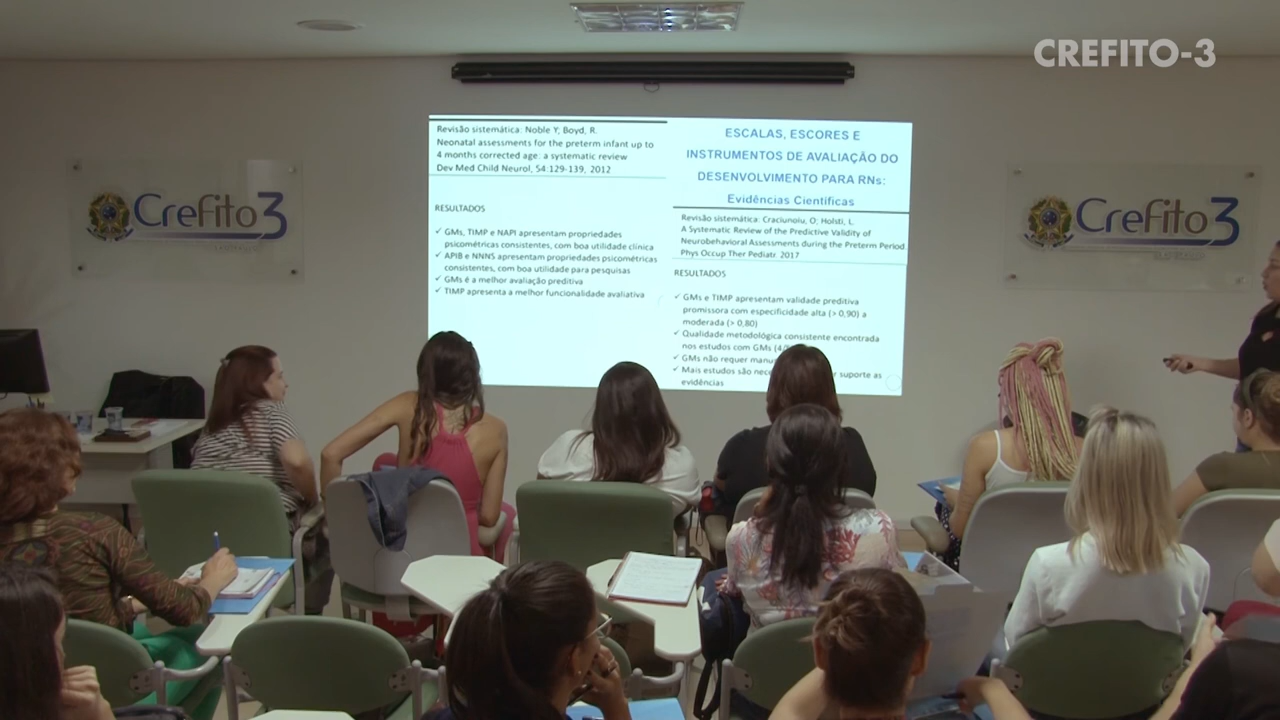 CREFITO-3
Revisão sistemática: Noble Y, Boyd, R.
Neonatal assessments for the preterm infant up to
4 months corrected age: a systematic review
Dev Med Child Neurol, 54:129-139, 2012
RESULTADOS
✓ GMs, TIMP e NAPI apresentam propriedades
psicométricas consistentes, com boa utilidade clínica
✓ APIB e NNNS apresentam propriedades psicométricas
consistentes, com boa utilidade para pesquisas
✓ GMs é a melhor avaliação preditiva
✓ TIMP apresenta a melhor funcionalidade avaliativa
ESCALAS, ESCORES E
INSTRUMENTOS DE AVALIAÇÃO DO
DESENVOLVIMENTO PARA RNs:
Evidências Científicas
Revisão sistemática: Craciunoiu, O; Holsti, L.
A Systematic Review of the Predictive Validity of
Neurobehavioral Assessments during the Preterm Period.
Phys Occup Ther Pediatr. 2017
RESULTADOS
✓ GMs e TIMP apresentam validade preditiva
promissora com especificidade alta (> 0,90) a
moderada (> 0,80)
✓ Qualidade metodológica consistente encontrada
nos estudos com GMs (4/
✓ GMs não requer
✓ Mais estudos são suporte as
evidências
CreFito3
CreFito3